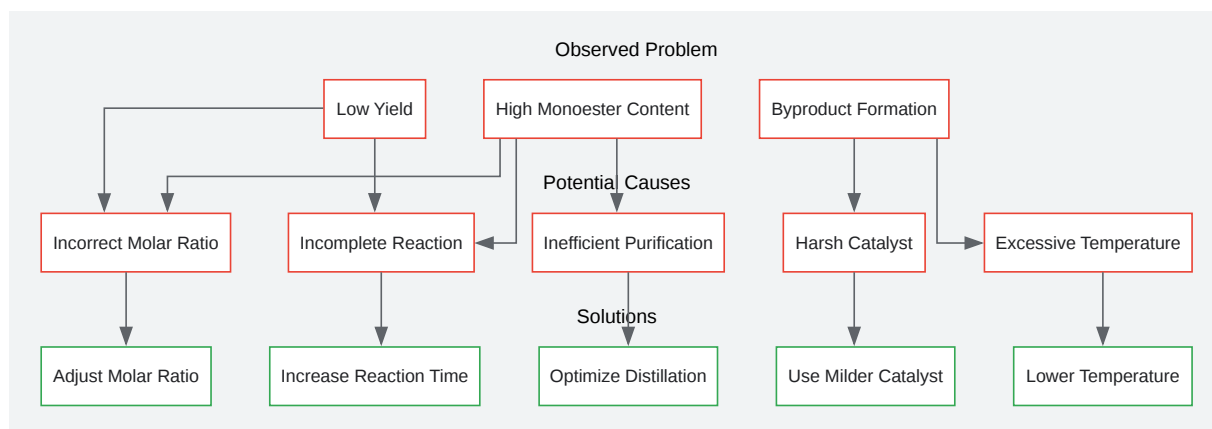 Observed Problem
Low Yield
High Monoester Content
Byproduct Formation
Potential Causes
Incorrect Molar Ratio
Incomplete Reaction
Inefficient Purification
Harsh Catalyst
Excessive Temperature
Solutions
Adjust Molar Ratio
Increase Reaction Time
Optimize Distillation
Use Milder Catalyst
Lower Temperature